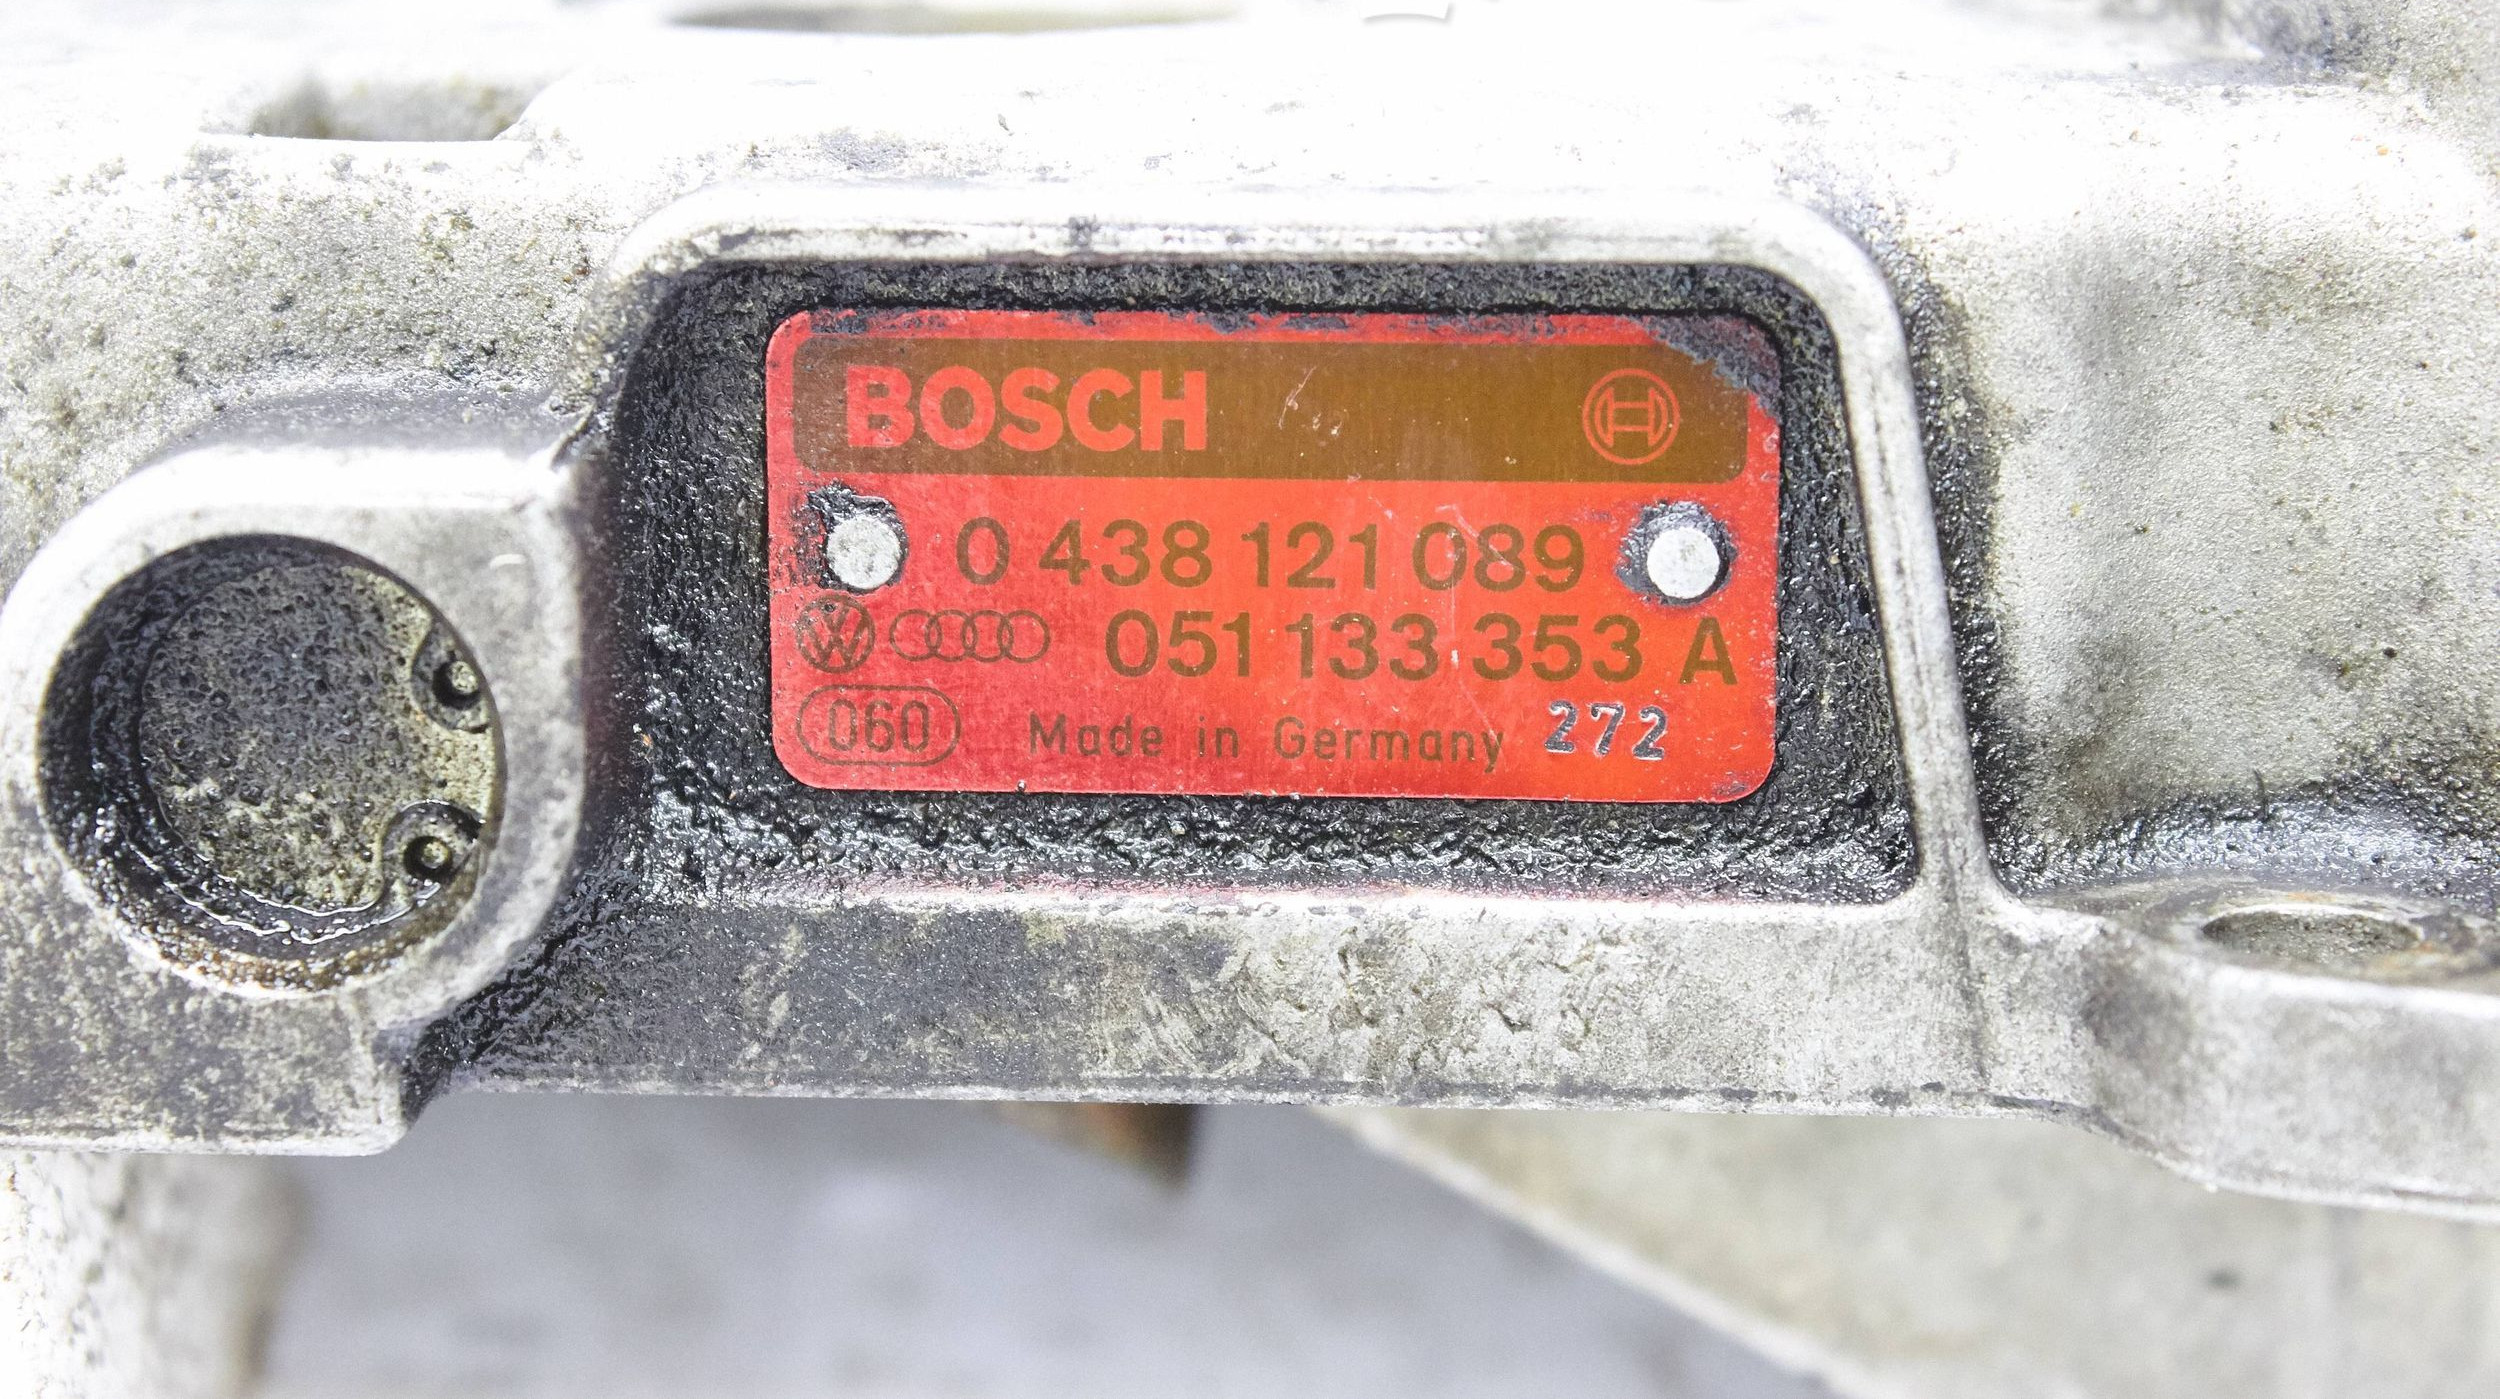 BOSCH
0 438 121 089
051 133 353 A
060 Made in Germany 272